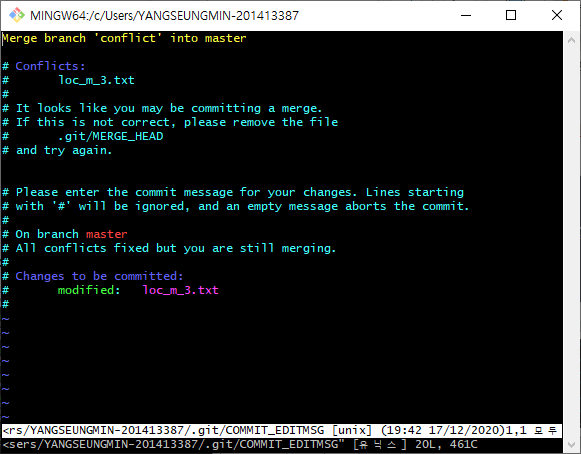 MINGW64:/c/Users/YANGSEUNGMIN-201413387
Merge branch 'conflict' into master

# Conflicts:
#       loc_m_3.txt
#
# It looks like you may be committing a merge.
# If this is not correct, please remove the file
#       .git/MERGE_HEAD
# and try again.


# Please enter the commit message for your changes. Lines starting
# with '#' will be ignored, and an empty message aborts the commit.
#
# On branch master
# All conflicts fixed but you are still merging.
#
# Changes to be committed:
#       modified:   loc_m_3.txt
#
~
~
~
~
~
~
~
~
<rs/YANGSEUNGMIN-201413387/.git/COMMIT_EDITMSG [unix] (19:42 17/12/2020)1,1 모 두
<sers/YANGSEUNGMIN-201413387/.git/COMMIT_EDITMSG" [유 닉 스 ] 20L, 461C